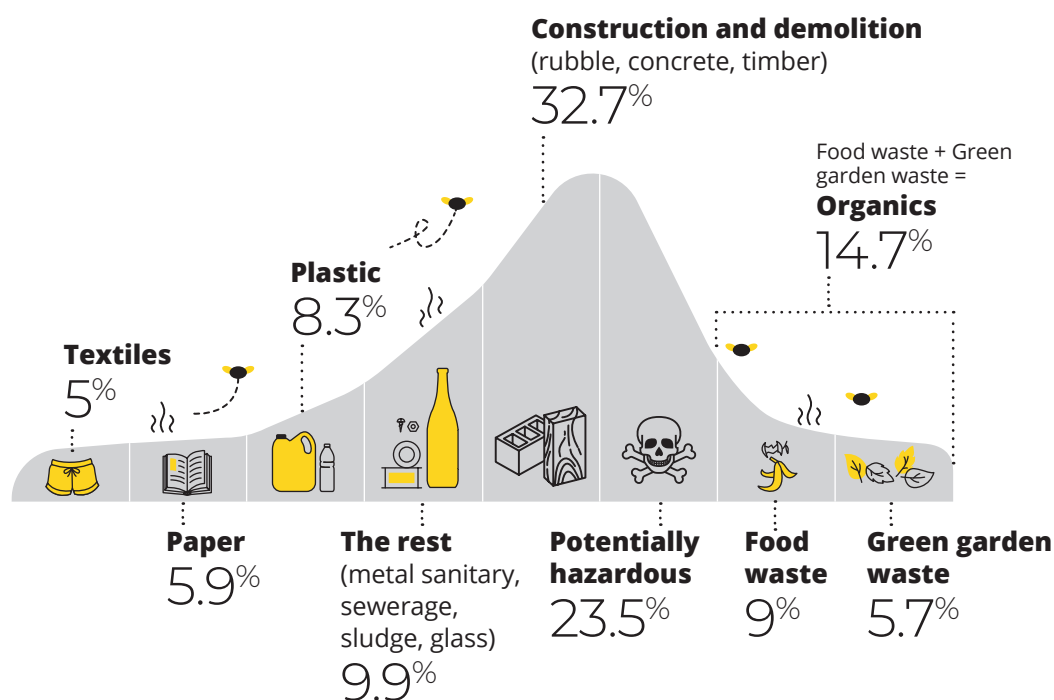 Construction and demolition
(rubble, concrete, timber)
32.7%
Food waste + Green
garden waste =
Organics
14.7%
Plastic
8.3%
Textiles
5%
Paper
5.9%
The rest
(metal sanitary,
sewerage,
sludge, glass)
9.9%
Potentially
hazardous
23.5%
Food
waste
9%
Green garden
waste
5.7%